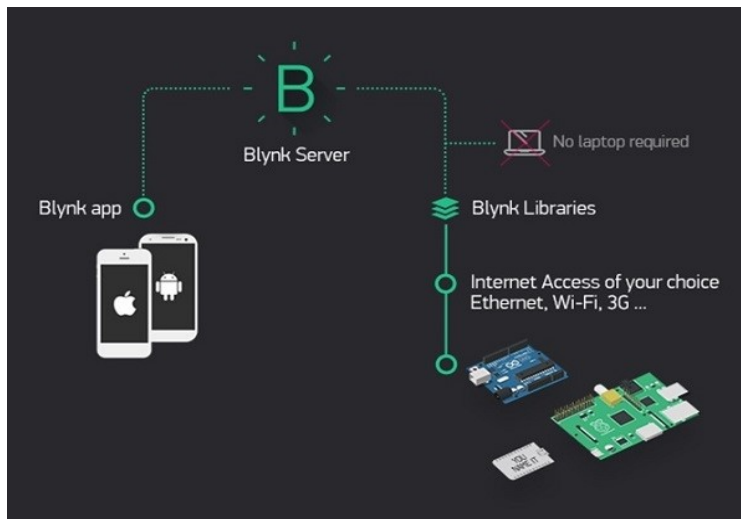 B
Blynk Server
No laptop required
Blynk app
Blynk Libraries
Internet Access of your choice
Ethernet, Wi-Fi, 3G ...
YOU
NAME IT